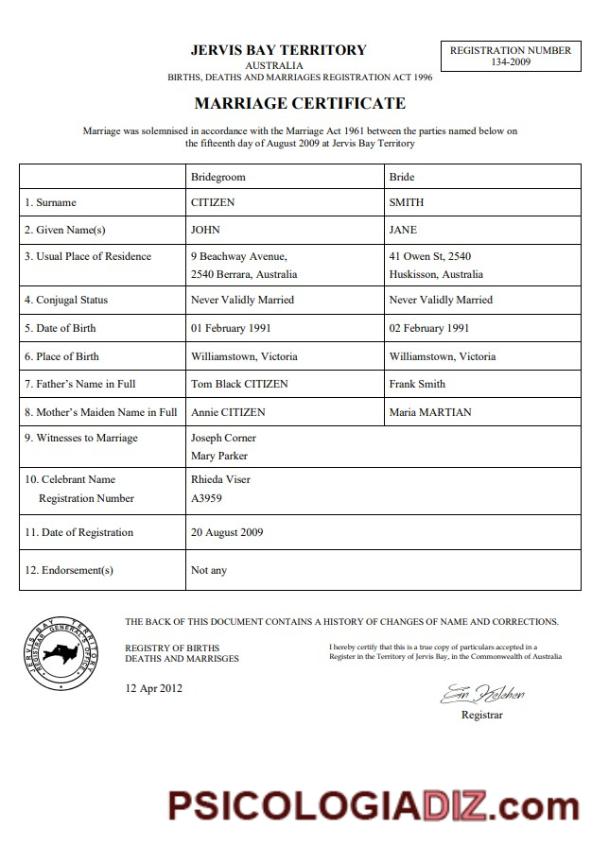 JERVIS BAY TERRITORY
AUSTRALIA
BIRTHS, DEATHS AND MARRIAGES REGISTRATION ACT 1996
REGISTRATION NUMBER
134-2009
MARRIAGE CERTIFICATE
Marriage was solemnised in accordance with the Marriage Act 1961 between the parties named below on
the fifteenth day of August 2009 at Jervis Bay Territory
Bridegroom Bride
1. Surname CITIZEN SMITH
2. Given Name(s) JOHN JANE
3. Usual Place of Residence 9 Beachway Avenue, 41 Owen St, 2540
2540 Berrara, Australia Huskisson, Australia
4. Conjugal Status Never Validly Married Never Validly Married
5. Date of Birth 01 February 1991 02 February 1991
6. Place of Birth Williamstown, Victoria Williamstown, Victoria
7. Father's Name in Full Tom Black CITIZEN Frank Smith
8. Mother's Maiden Name in Full Annie CITIZEN Maria MARTIAN
9. Witnesses to Marriage Joseph Corner
Mary Parker
10. Celebrant Name Rhieda Viser
Registration Number A3959
11. Date of Registration 20 August 2009
12. Endorsement(s) Not any
THE BACK OF THIS DOCUMENT CONTAINS A HISTORY OF CHANGES OF NAME AND CORRECTIONS.
JERVIS BAY TERRITORY
REGISTRAR GENERAL'S OFFICE
REGISTRY OF BIRTHS
DEATHS AND MARRISGES
I hereby certify that this is a true copy of particulars accepted in a
Register in the Territory of Jervis Bay, in the Commonwealth of Australia
12 Apr 2012
Registrar
PSICOLOGIADIZ.com